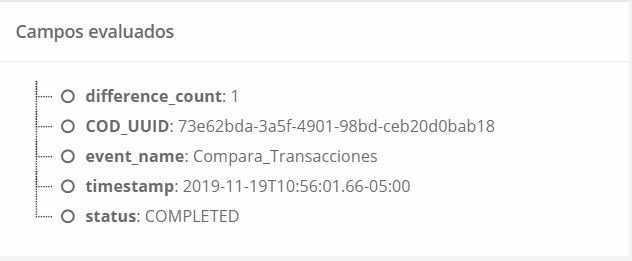 Campos evaluados
difference_count: 1
COD_UUID: 73e62bda-3a5f-4901-98bd-ceb20d0bab18
event_name: Compara_Transacciones
timestamp: 2019-11-19T10:56:01.66-05:00
status: COMPLETED